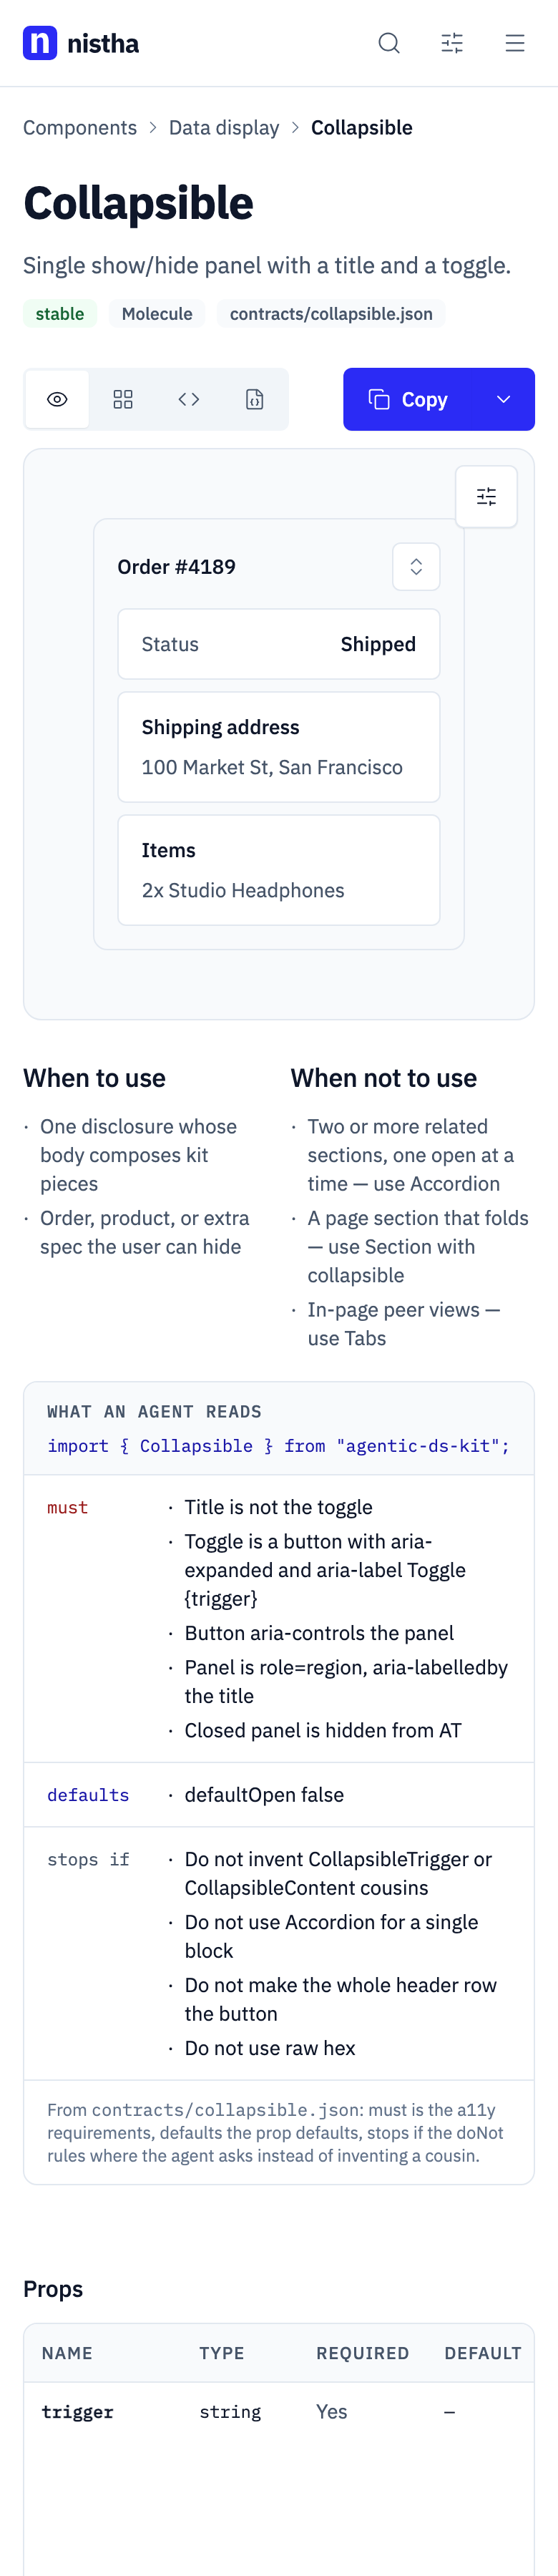 n nistha
Components > Data display > Collapsible
Collapsible
Single show/hide panel with a title and a toggle.
stable Molecule contracts/collapsible.json
Copy
Order #4189
Status Shipped
Shipping address
100 Market St, San Francisco
Items
2x Studio Headphones
When to use
· One disclosure whose
body composes kit
pieces
· Order, product, or extra
spec the user can hide
When not to use
· Two or more related
sections, one open at a
time — use Accordion
· A page section that folds
— use Section with
collapsible
· In-page peer views —
use Tabs
WHAT AN AGENT READS
import { Collapsible } from "agentic-ds-kit";
must
· Title is not the toggle
· Toggle is a button with aria-
expanded and aria-label Toggle
{trigger}
· Button aria-controls the panel
· Panel is role=region, aria-labelledby
the title
· Closed panel is hidden from AT
defaults
· defaultOpen false
stops if
· Do not invent CollapsibleTrigger or
CollapsibleContent cousins
· Do not use Accordion for a single
block
· Do not make the whole header row
the button
· Do not use raw hex
From contracts/collapsible.json: must is the a11y
requirements, defaults the prop defaults, stops if the doNot
rules where the agent asks instead of inventing a cousin.
Props
NAME TYPE REQUIRED DEFAULT
trigger string Yes –